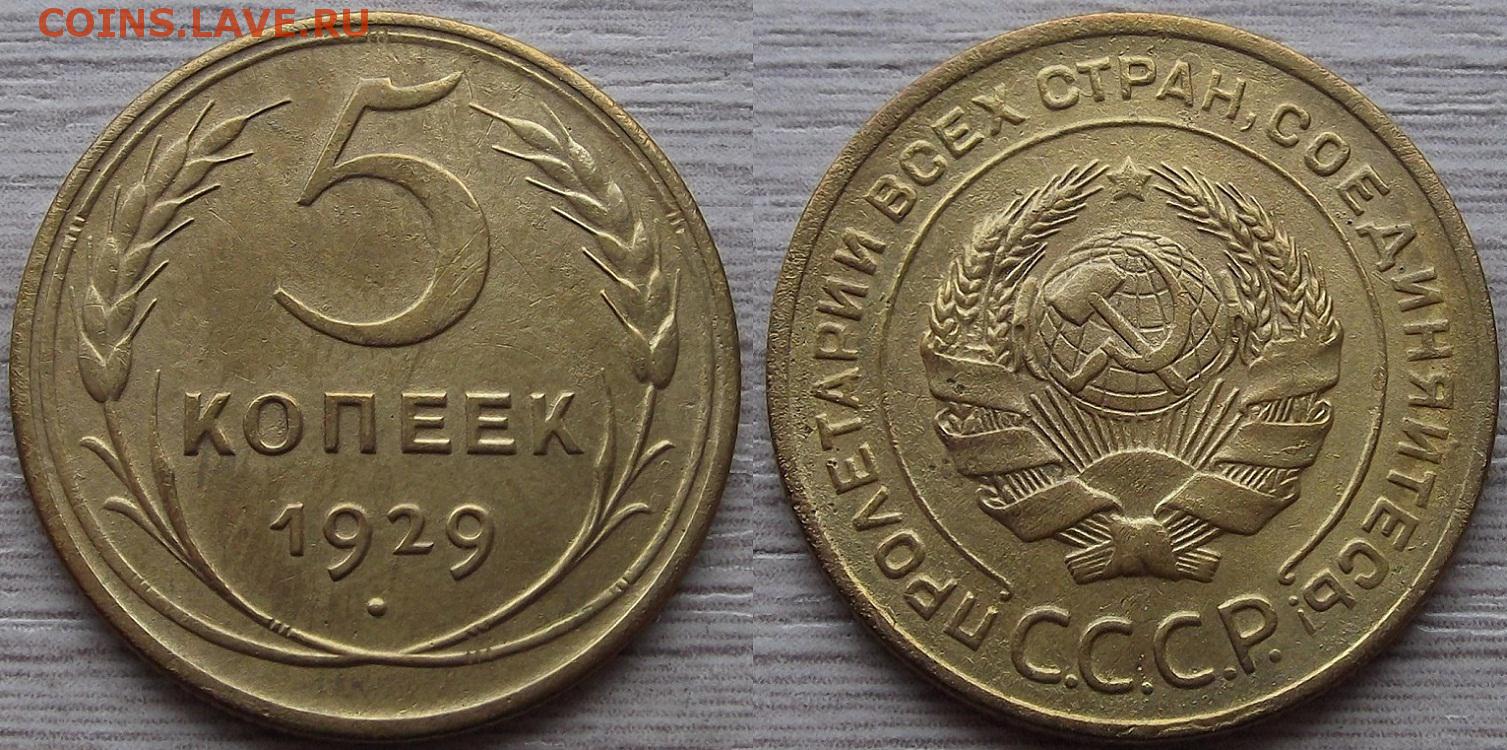 COINS.LAVE.RU
5
КОПЕЕК
1929
ПРОЛЕТАРИИ ВСЕХ СТРАН, СОЕДИНЯЙТЕСЬ!
С.С.С.Р.